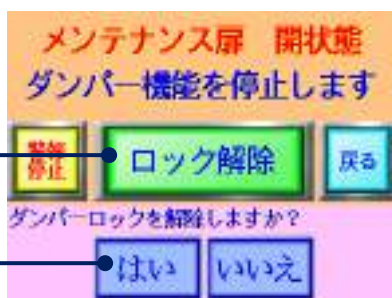 メンテナンス扉 開状態
ダンパー機能を停止します
警報
停止
ロック解除
戻る
ダンパーロックを解除しますか?
はい
いいえ